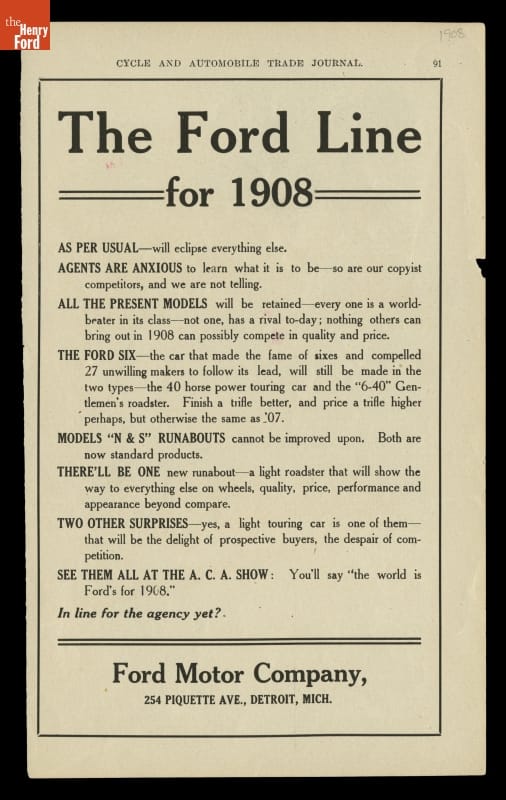 the
Henry
Ford
1908
CYCLE AND AUTOMOBILE TRADE JOURNAL. 91
The Ford Line
for 1908
AS PER USUAL—will eclipse everything else.
AGENTS ARE ANXIOUS to learn what it is to be—so are our copyist
competitors, and we are not telling.
ALL THE PRESENT MODELS will be retained—every one is a world-
beater in its class—not one, has a rival to-day; nothing others can
bring out in 1908 can possibly compete in quality and price.
THE FORD SIX—the car that made the fame of sixes and compelled
27 unwilling makers to follow its lead, will still be made in the
two types—the 40 horse power touring car and the "6-40" Gen-
tlemen's roadster. Finish a trifle better, and price a trifle higher
perhaps, but otherwise the same as '07.
MODELS "N & S" RUNABOUTS cannot be improved upon. Both are
now standard products.
THERE'LL BE ONE new runabout—a light roadster that will show the
way to everything else on wheels, quality, price, performance and
appearance beyond compare.
TWO OTHER SURPRISES—yes, a light touring car is one of them—
that will be the delight of prospective buyers, the despair of com-
petition.
SEE THEM ALL AT THE A. C. A. SHOW: You'll say "the world is
Ford's for 1908."
In line for the agency yet?
Ford Motor Company,
254 PIQUETTE AVE., DETROIT, MICH.